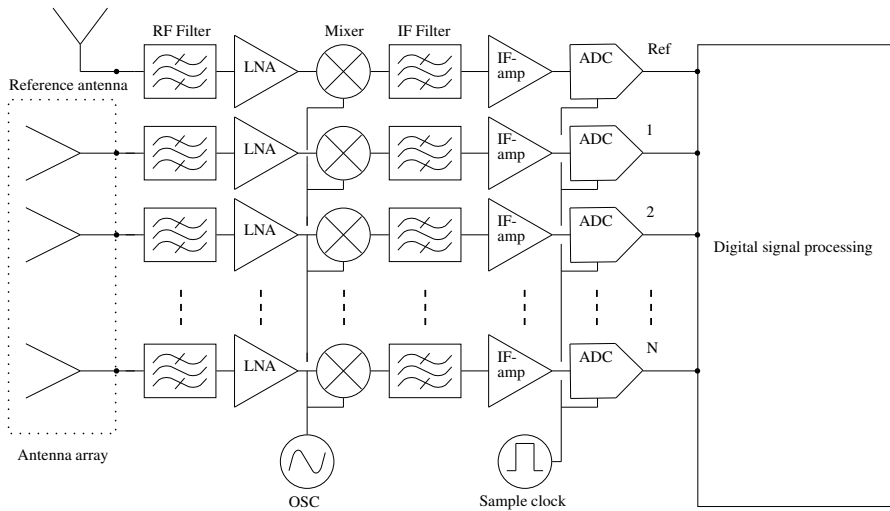 RF Filter
Mixer
IF Filter
Reference antenna
LNA
IF-
amp
ADC
Ref
LNA
IF-
amp
ADC
1
LNA
IF-
amp
ADC
2
Digital signal processing
LNA
IF-
amp
ADC
N
Antenna array
OSC
Sample clock